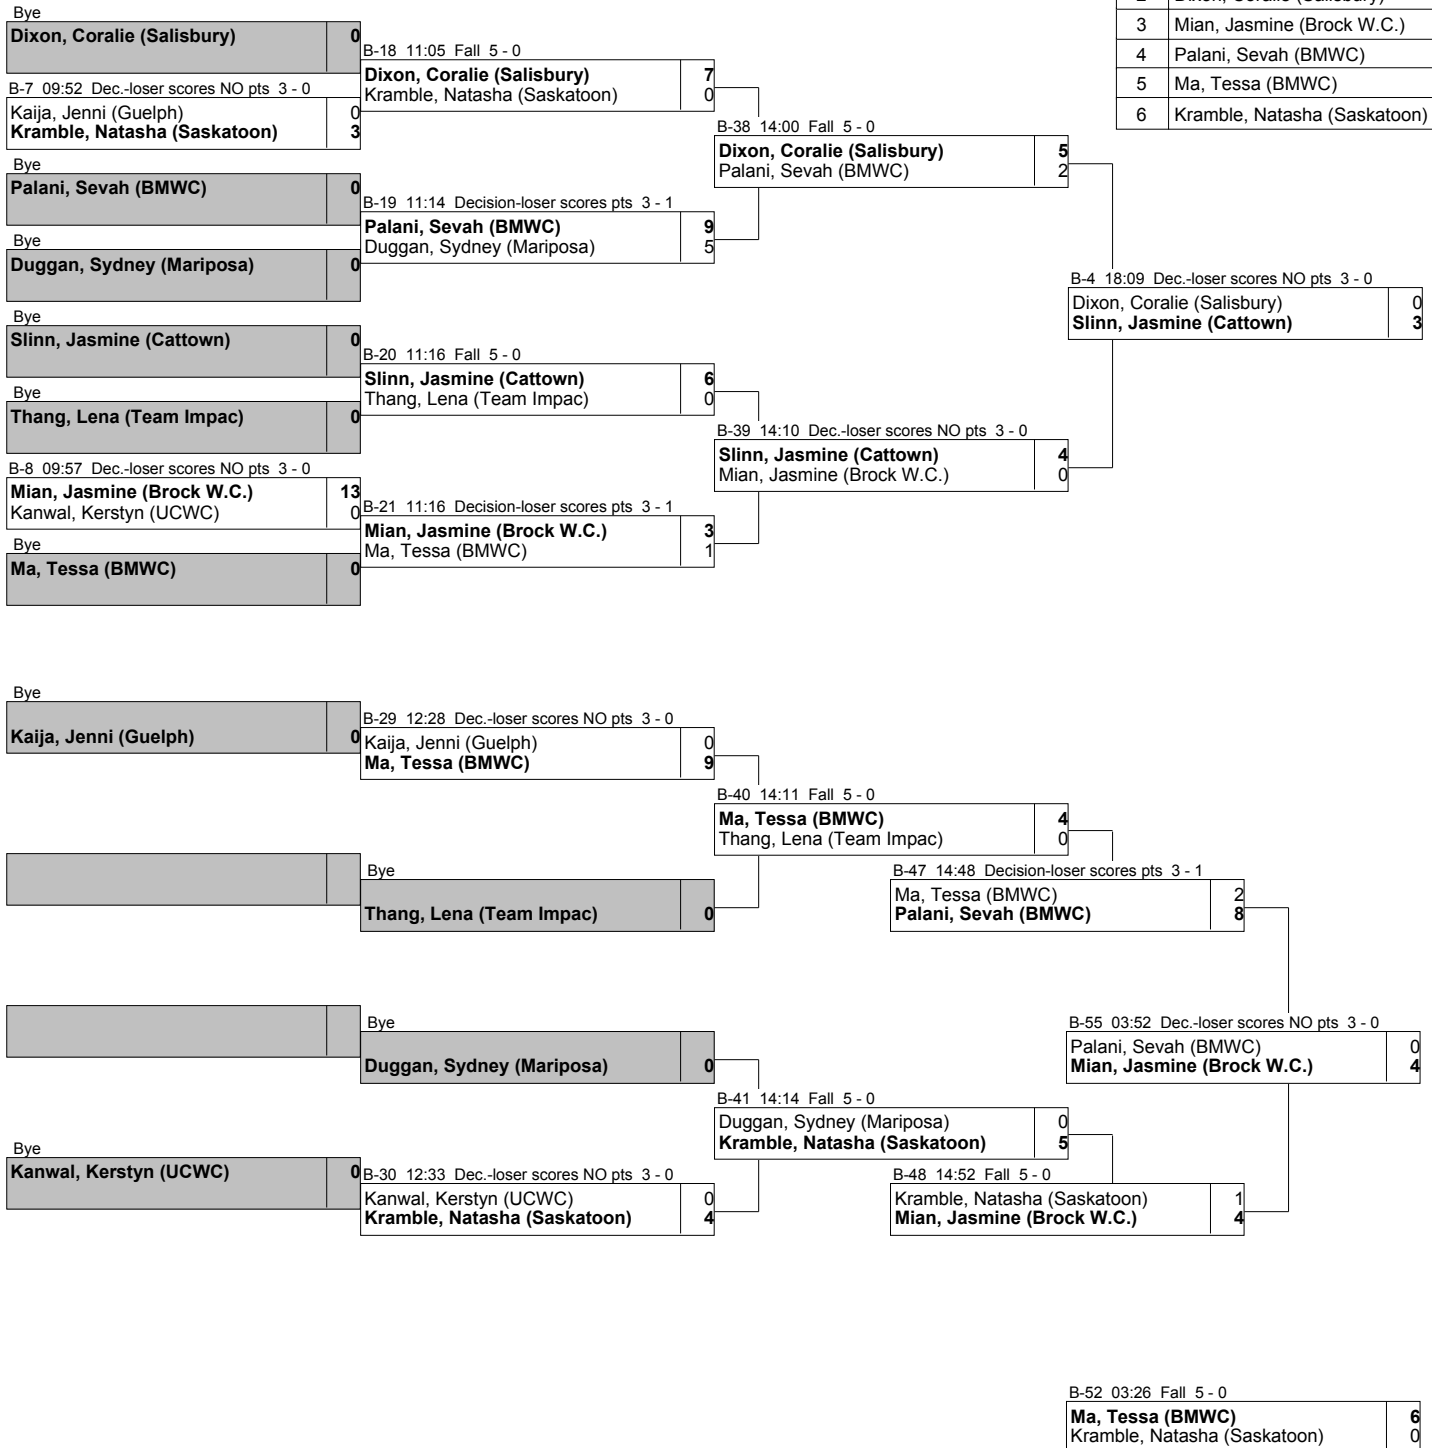 2 Dixon, Coralie (Salisbury)
3 Mian, Jasmine (Brock W.C.)
4 Palani, Sevah (BMWC)
5 Ma, Tessa (BMWC)
6 Kramble, Natasha (Saskatoon)
Bye
Dixon, Coralie (Salisbury) 0
B-7 09:52 Dec.-loser scores NO pts 3 - 0
Kaija, Jenni (Guelph) 0
Kramble, Natasha (Saskatoon) 3
Bye
Palani, Sevah (BMWC) 0
Bye
Duggan, Sydney (Mariposa) 0
Bye
Slinn, Jasmine (Cattown) 0
Bye
Thang, Lena (Team Impac) 0
B-8 09:57 Dec.-loser scores NO pts 3 - 0
Mian, Jasmine (Brock W.C.) 13
Kanwal, Kerstyn (UCWC) 0
Bye
Ma, Tessa (BMWC) 0
B-18 11:05 Fall 5 - 0
Dixon, Coralie (Salisbury) 7
Kramble, Natasha (Saskatoon) 0
B-19 11:14 Decision-loser scores pts 3 - 1
Palani, Sevah (BMWC) 9
Duggan, Sydney (Mariposa) 5
B-20 11:16 Fall 5 - 0
Slinn, Jasmine (Cattown) 6
Thang, Lena (Team Impac) 0
B-21 11:16 Decision-loser scores pts 3 - 1
Mian, Jasmine (Brock W.C.) 3
Ma, Tessa (BMWC) 1
B-38 14:00 Fall 5 - 0
Dixon, Coralie (Salisbury) 5
Palani, Sevah (BMWC) 2
B-39 14:10 Dec.-loser scores NO pts 3 - 0
Slinn, Jasmine (Cattown) 4
Mian, Jasmine (Brock W.C.) 0
B-4 18:09 Dec.-loser scores NO pts 3 - 0
Dixon, Coralie (Salisbury) 0
Slinn, Jasmine (Cattown) 3
Bye
Kaija, Jenni (Guelph) 0
Bye
Kanwal, Kerstyn (UCWC) 0
B-29 12:28 Dec.-loser scores NO pts 3 - 0
Kaija, Jenni (Guelph) 0
Ma, Tessa (BMWC) 9
Bye
Thang, Lena (Team Impac) 0
Bye
Duggan, Sydney (Mariposa) 0
B-30 12:33 Dec.-loser scores NO pts 3 - 0
Kanwal, Kerstyn (UCWC) 0
Kramble, Natasha (Saskatoon) 4
B-40 14:11 Fall 5 - 0
Ma, Tessa (BMWC) 4
Thang, Lena (Team Impac) 0
B-41 14:14 Fall 5 - 0
Duggan, Sydney (Mariposa) 0
Kramble, Natasha (Saskatoon) 5
B-47 14:48 Decision-loser scores pts 3 - 1
Ma, Tessa (BMWC) 2
Palani, Sevah (BMWC) 8
B-48 14:52 Fall 5 - 0
Kramble, Natasha (Saskatoon) 1
Mian, Jasmine (Brock W.C.) 4
B-55 03:52 Dec.-loser scores NO pts 3 - 0
Palani, Sevah (BMWC) 0
Mian, Jasmine (Brock W.C.) 4
B-52 03:26 Fall 5 - 0
Ma, Tessa (BMWC) 6
Kramble, Natasha (Saskatoon) 0